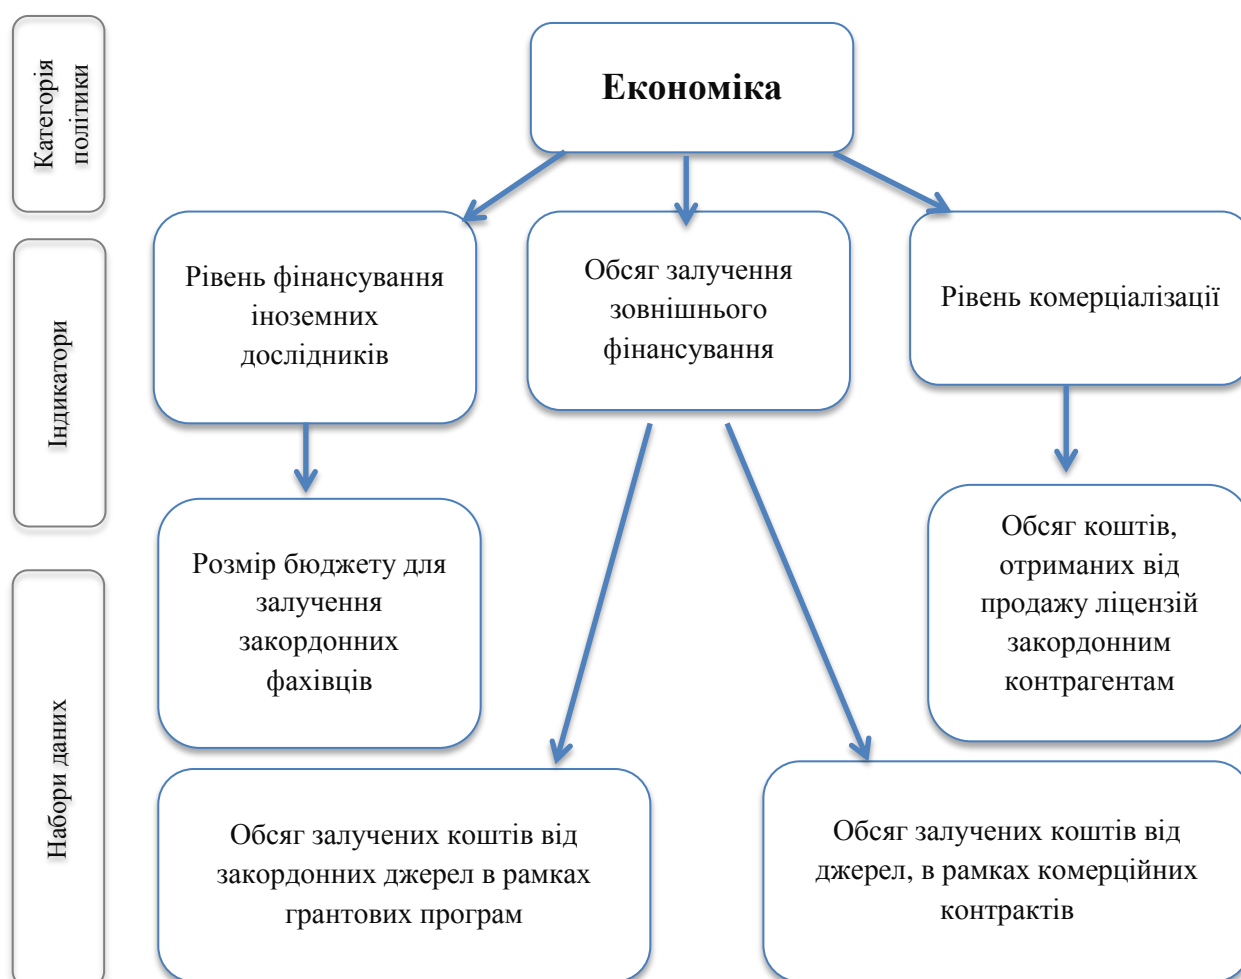 Категорія
політики
Економіка
Індикатори
Рівень фінансування
іноземних
дослідників
Обсяг залучення
зовнішнього
фінансування
Рівень комерціалізації
Набори даних
Розмір бюджету для
залучення
закордонних
фахівців
Обсяг коштів,
отриманих від
продажу ліцензій
закордонним
контрагентам
Обсяг залучених коштів від
закордонних джерел в рамках
грантових програм
Обсяг залучених коштів від
джерел, в рамках комерційних
контрактів